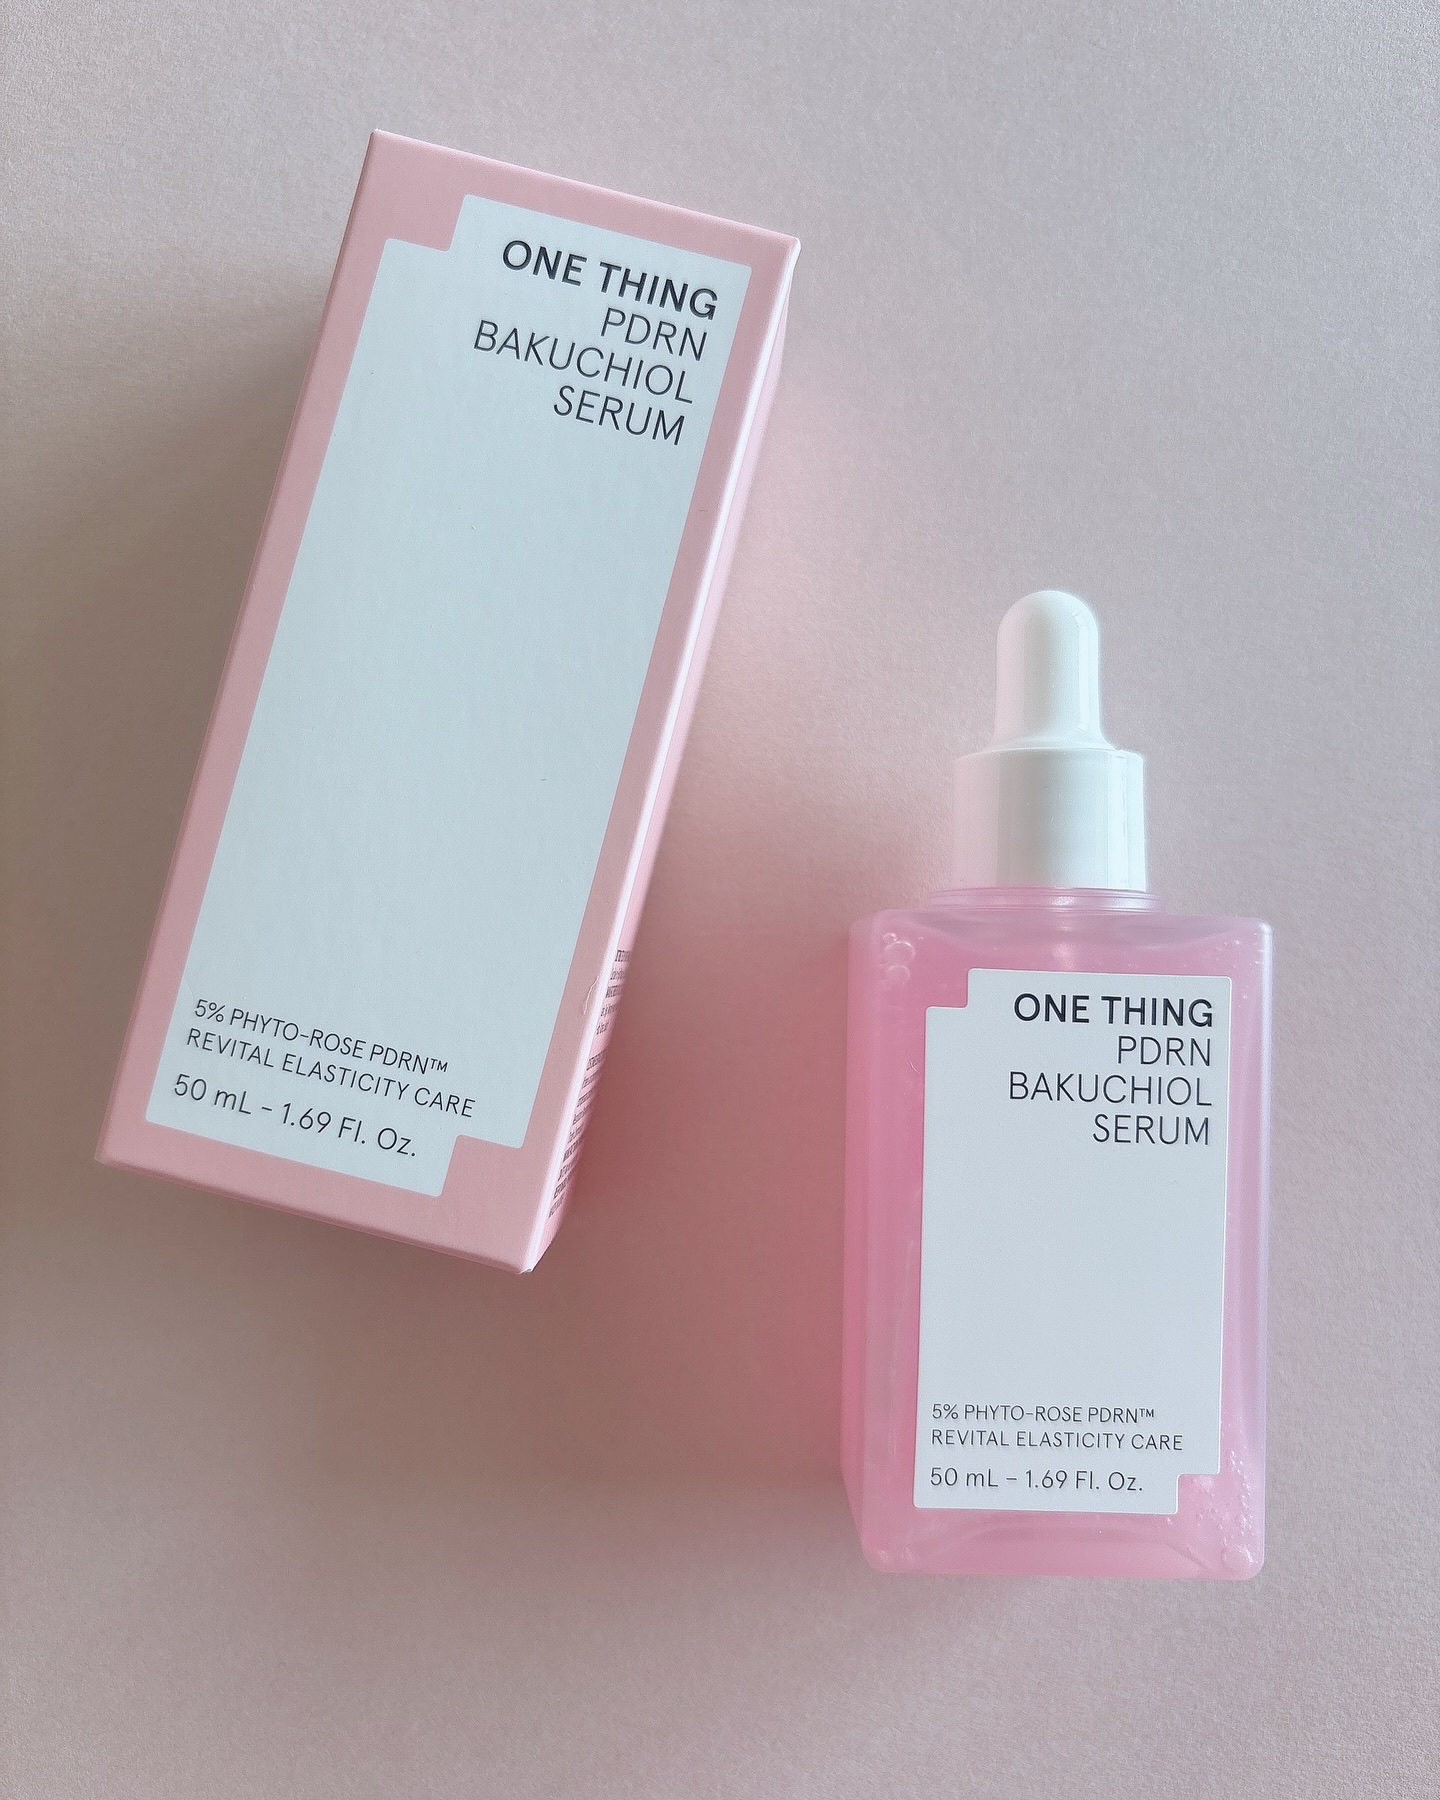 ONE THING
PDRN
BAKUCHIOL
SERUM
5% PHYTO-ROSE PDRN™
REVITAL ELASTICITY CARE
50 mL – 1.69 Fl. Oz.
ONE THING
PDRN
BAKUCHIOL
SERUM
5% PHYTO-ROSE PDRN™
REVITAL ELASTICITY CARE
50 mL – 1.69 Fl. Oz.